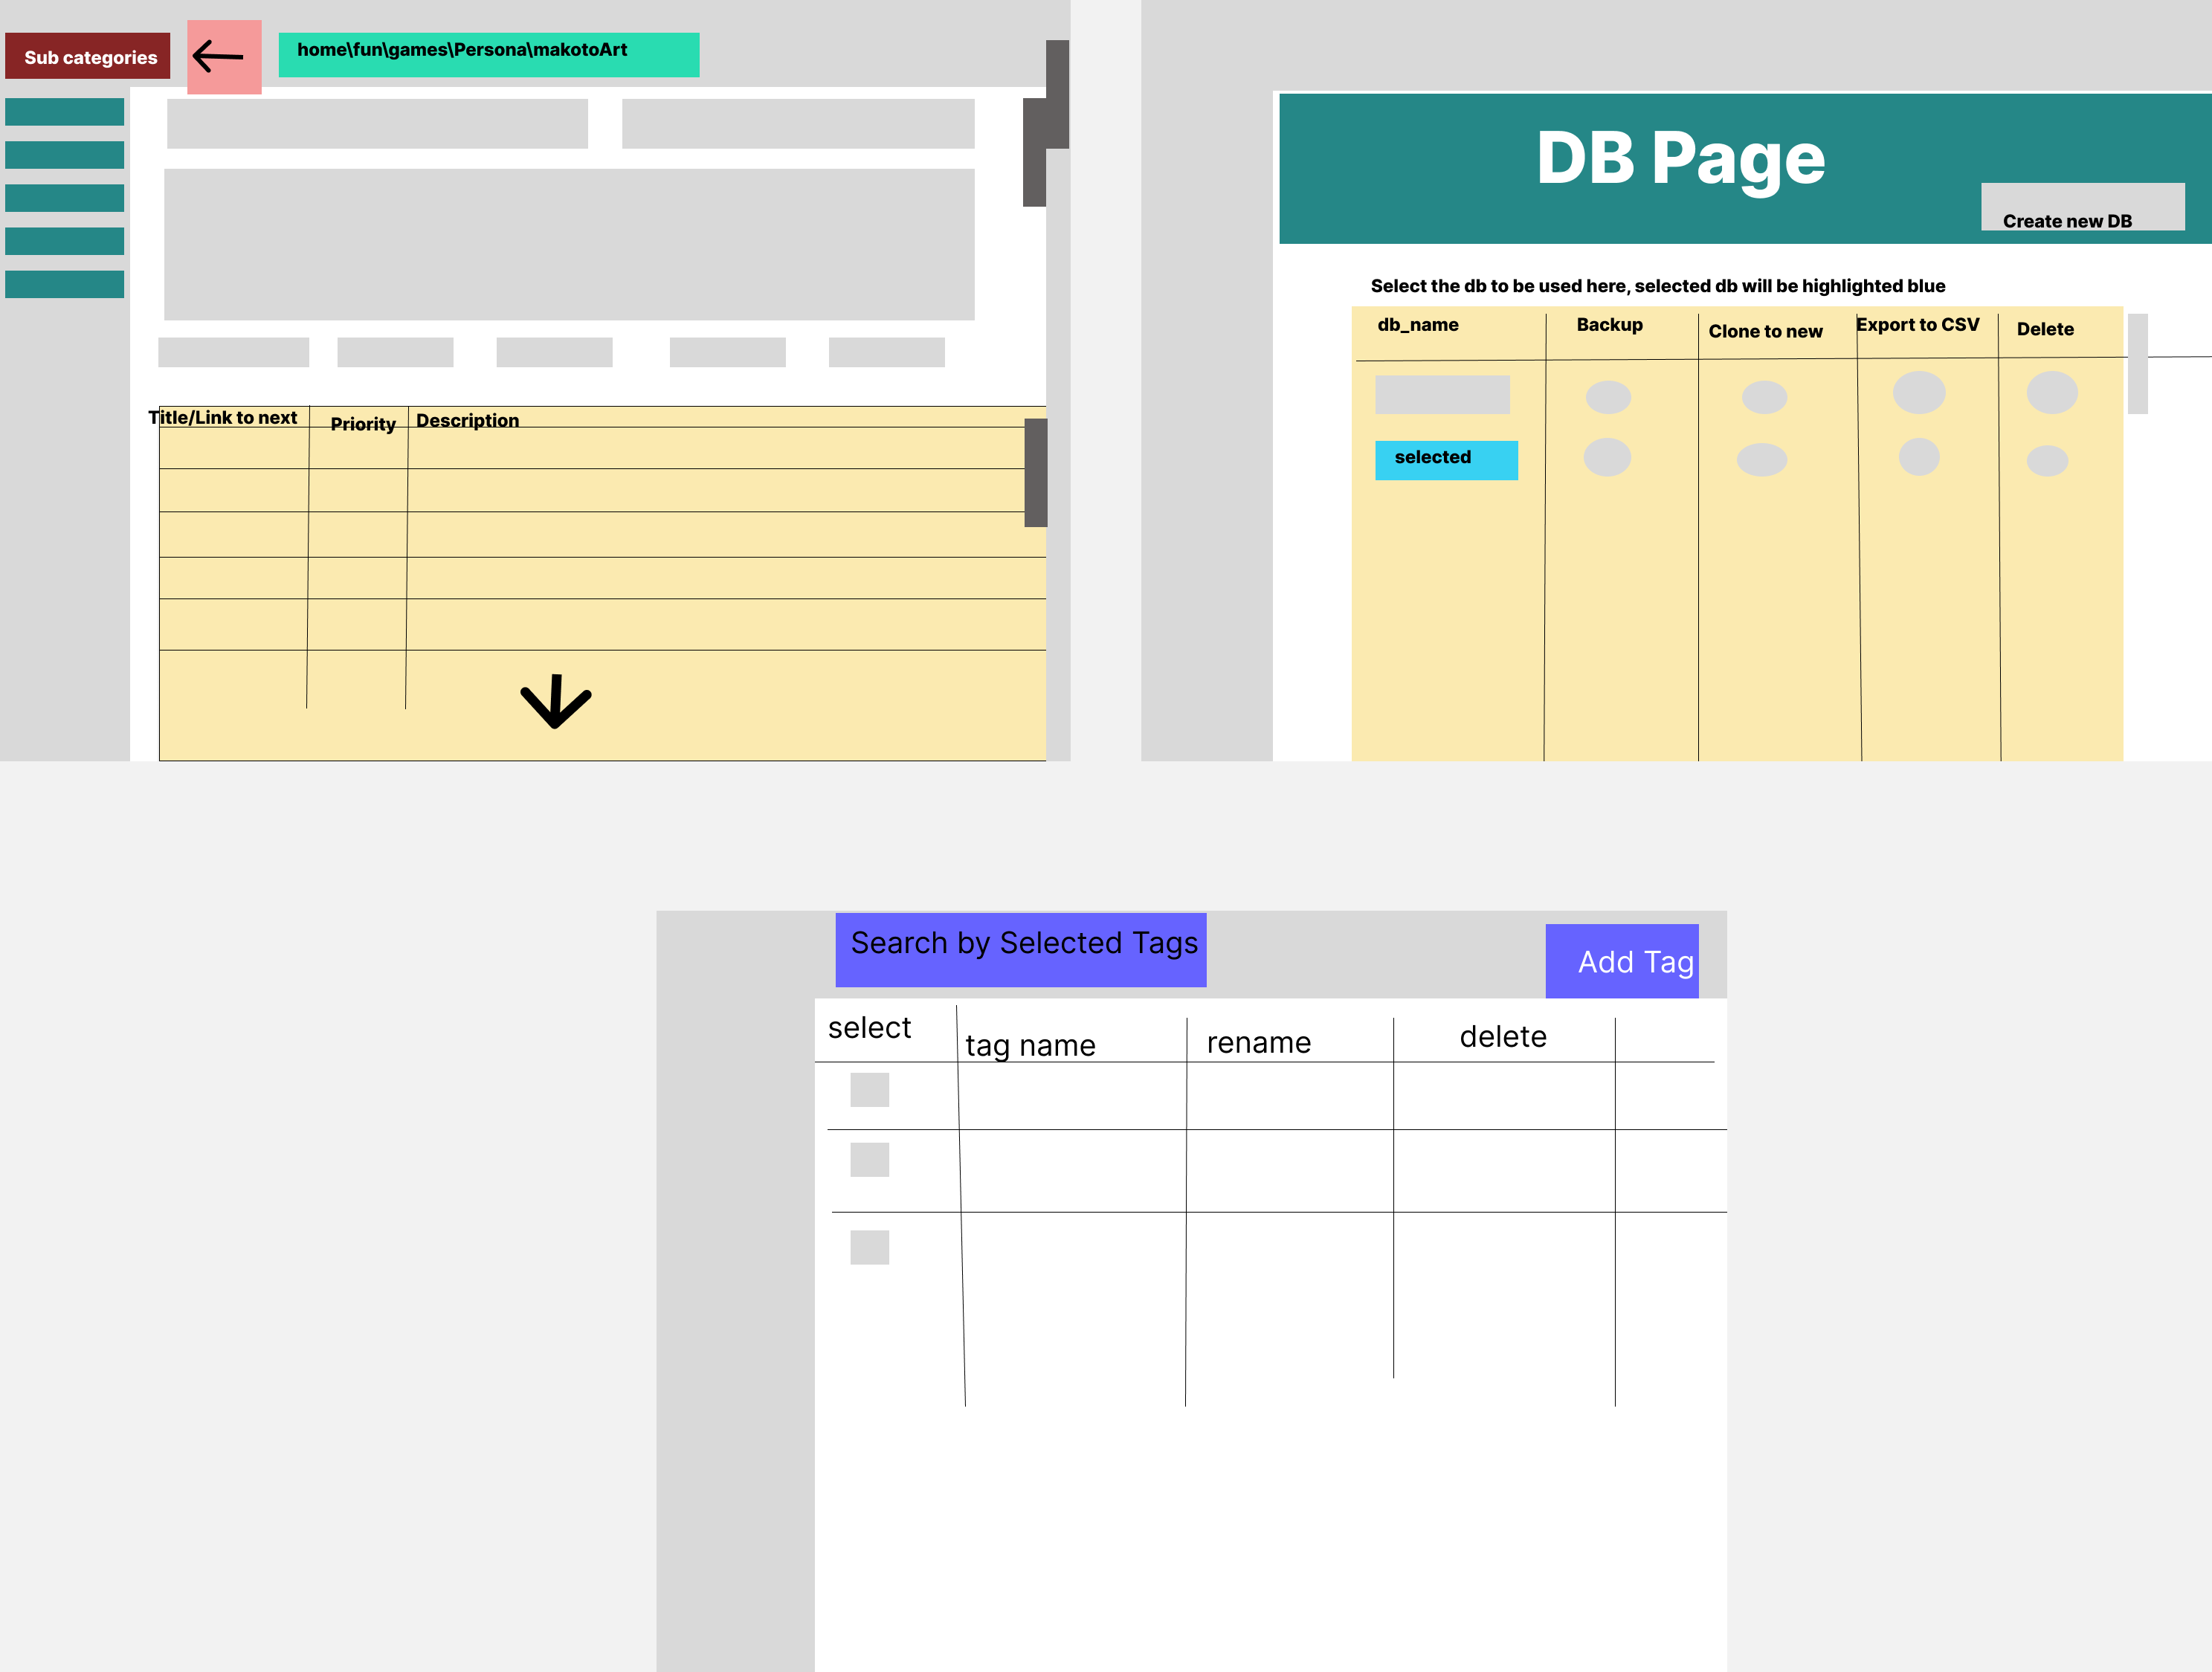 Sub categories
home\fun\games\Persona\makotoArt
Title/Link to next
Priority
Description
DB Page
Create new DB
Select the db to be used here, selected db will be highlighted blue
db_name
Backup
Clone to new
Export to CSV
Delete
selected
Search by Selected Tags
Add Tag
select
tag name
rename
delete